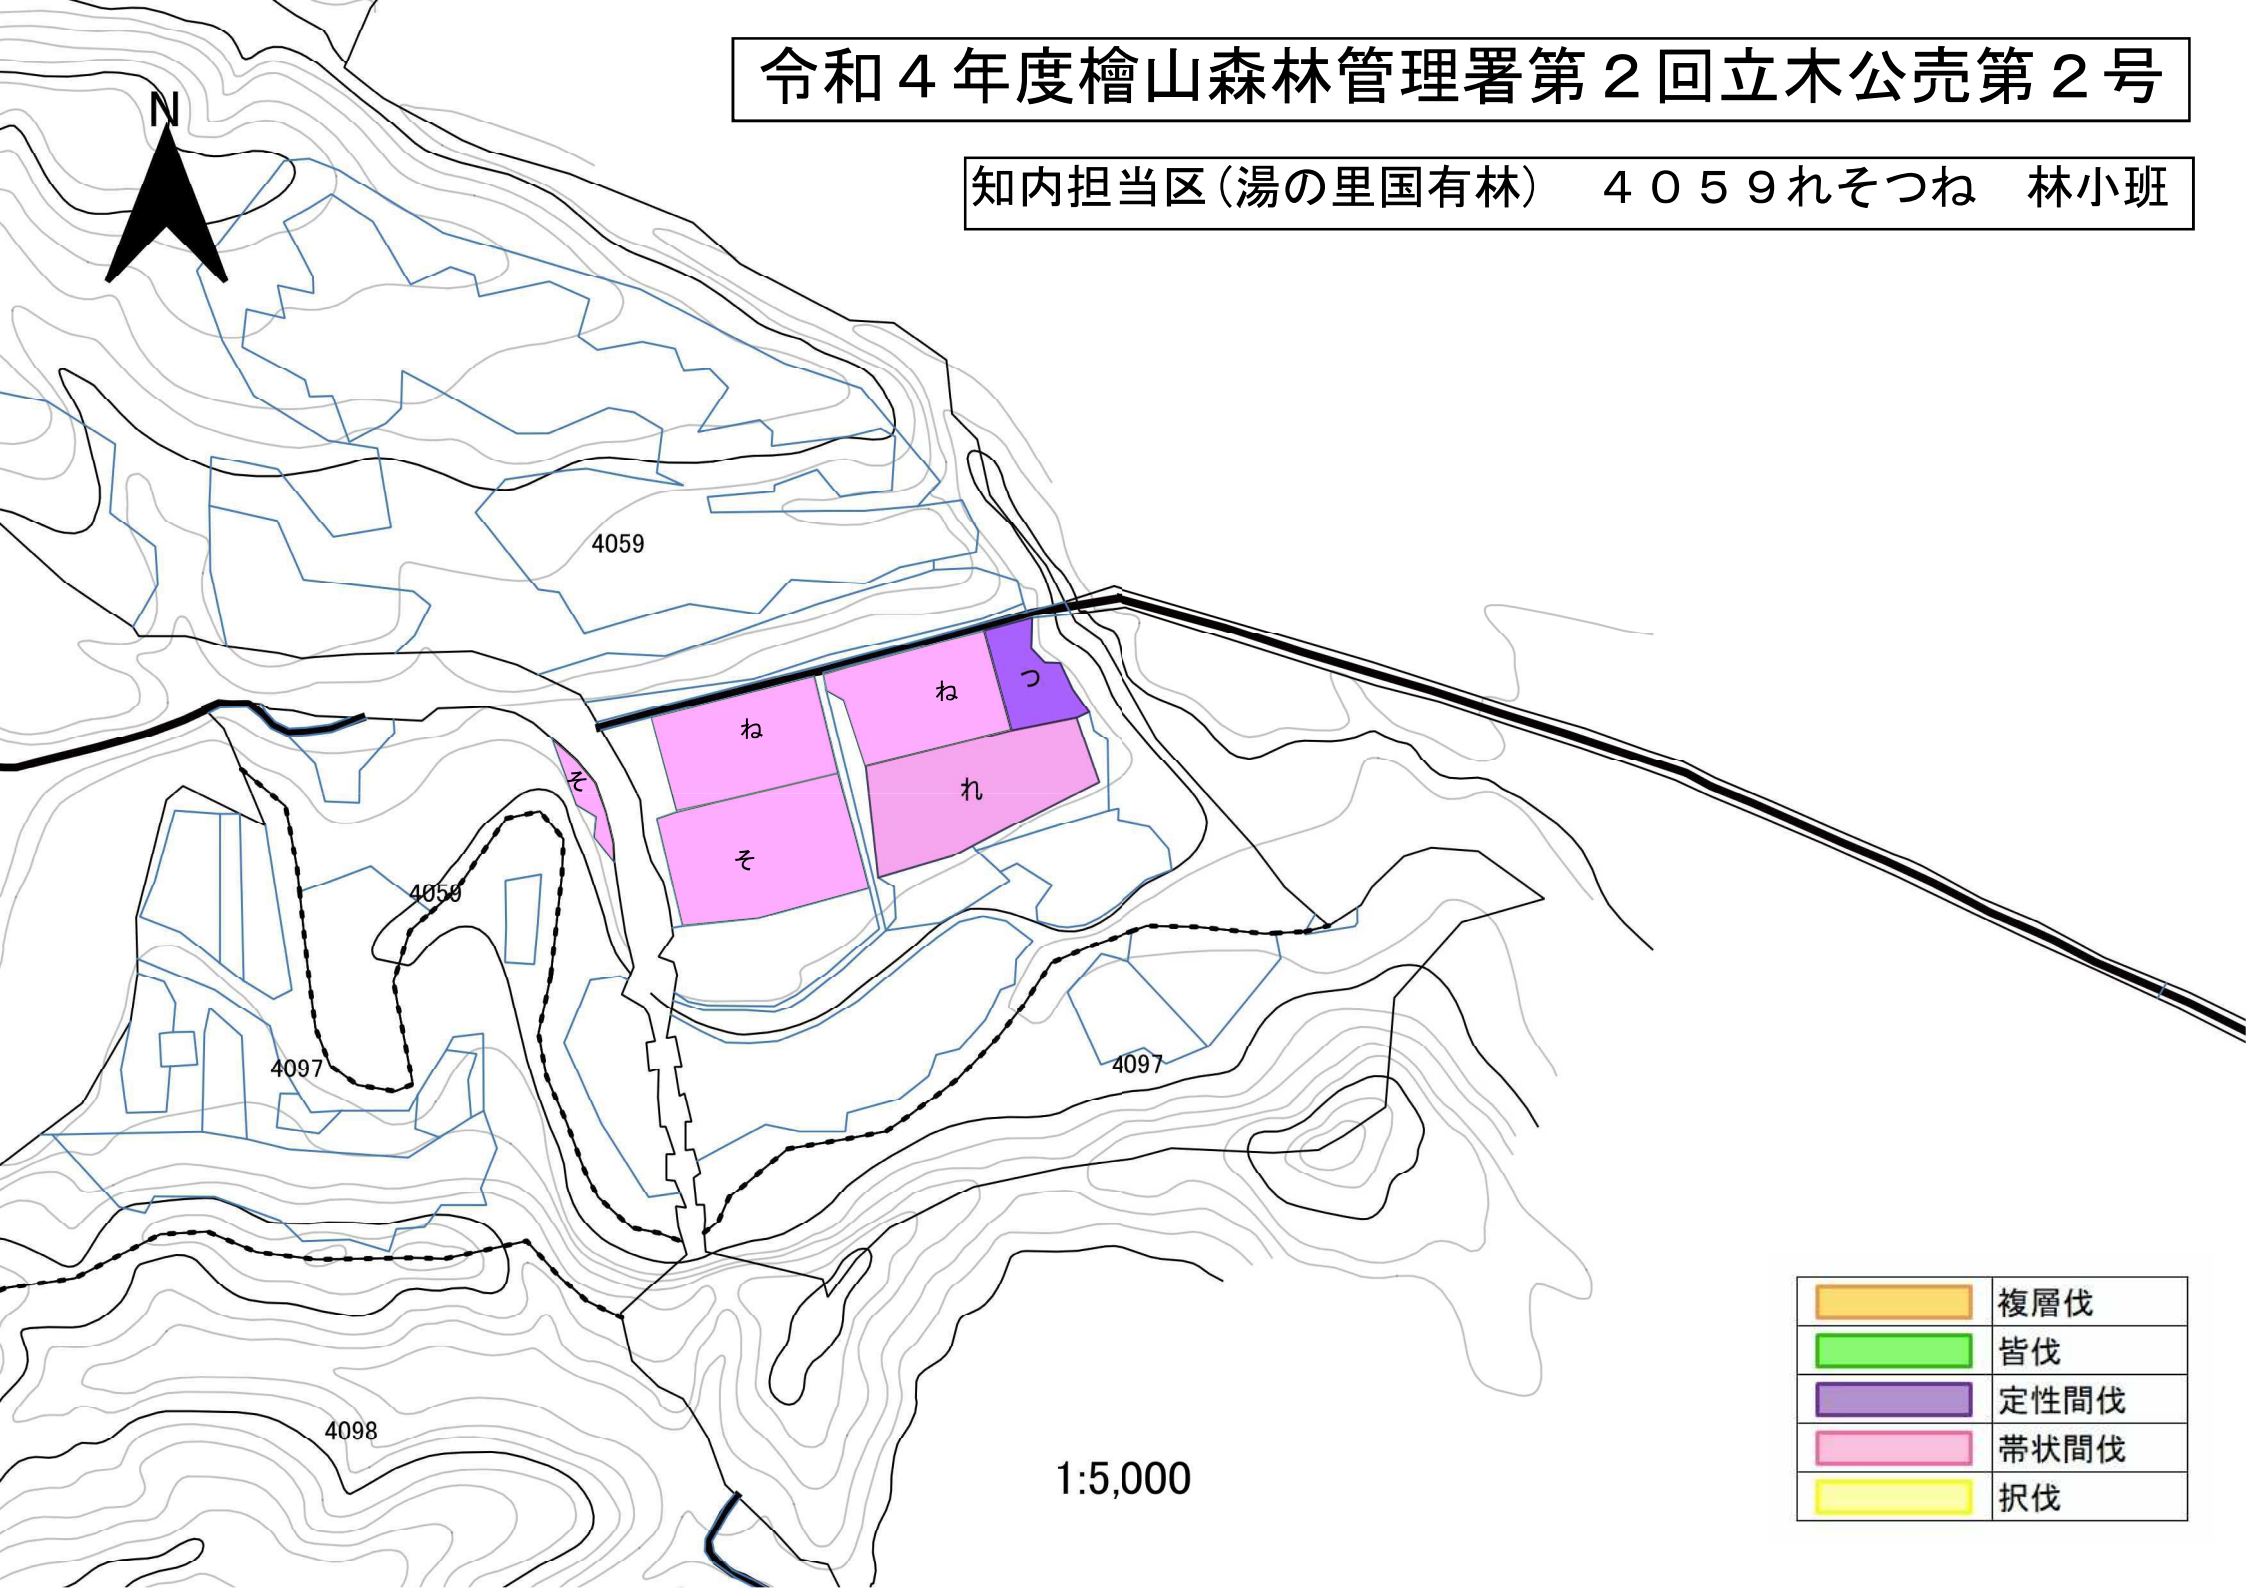 令和４年度檜山森林管理署第２回立木公売第２号
N
知内担当区(湯の里国有林)　４０５９れそつね　林小班
4059
つ
ね
ね
そ
れ
そ
4059
4097
4097
複層伐
皆伐
定性間伐
帯状間伐
択伐
4098
1:5,000